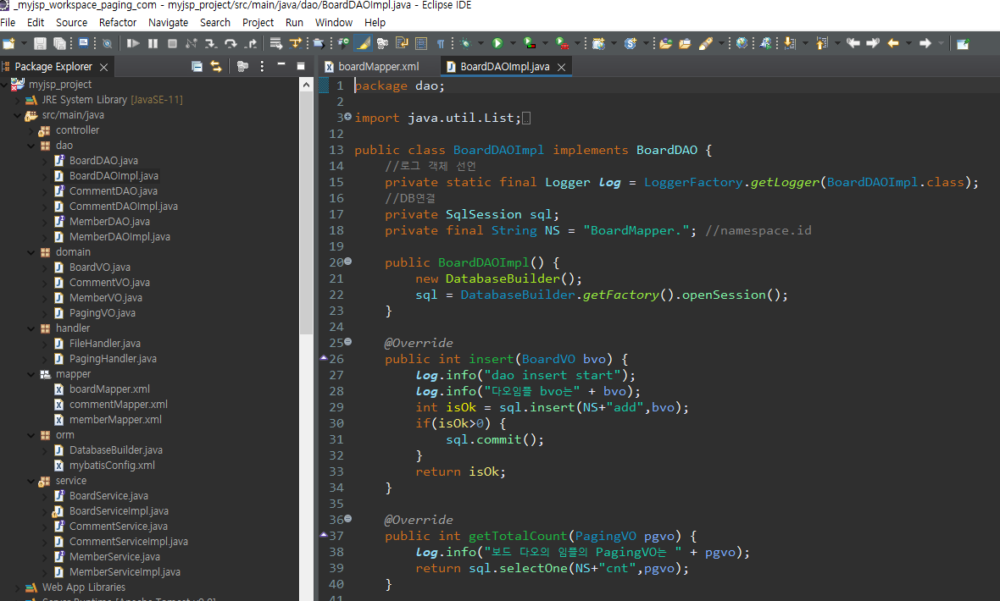 _myjsp_workspace_paging_com - myjsp_project/src/main/java/dao/BoardDAOImpl.java - Eclipse IDE
File Edit Source Refactor Navigate Search Project Run Window Help
Package Explorer
myjsp_project
JRE System Library [JavaSE-11]
src/main/java
controller
dao
BoardDAO.java
BoardDAOImpl.java
CommentDAO.java
CommentDAOImpl.java
MemberDAO.java
MemberDAOImpl.java
domain
BoardVO.java
CommentVO.java
MemberVO.java
PagingVO.java
handler
FileHandler.java
PagingHandler.java
mapper
boardMapper.xml
commentMapper.xml
memberMapper.xml
orm
DatabaseBuilder.java
mybatisConfig.xml
service
BoardService.java
BoardServiceImpl.java
CommentService.java
CommentServiceImpl.java
MemberService.java
MemberServiceImpl.java
Web App Libraries
Server Runtime [Apache Tomcat v9.0]
boardMapper.xml BoardDAOImpl.java
1 package dao;
2
3 import java.util.List;
12
13 public class BoardDAOImpl implements BoardDAO {
14 //로그 객체 선언
15 private static final Logger log = LoggerFactory.getLogger(BoardDAOImpl.class);
16 //DB연결
17 private SqlSession sql;
18 private final String NS = "BoardMapper."; //namespace.id
19
20 public BoardDAOImpl() {
21 new DatabaseBuilder();
22 sql = DatabaseBuilder.getFactory().openSession();
23 }
24
25 @Override
26 public int insert(BoardVO bvo) {
27 log.info("dao insert start");
28 log.info("다오임플 bvo는" + bvo);
29 int isOk = sql.insert(NS+"add",bvo);
30 if(isOk>0) {
31 sql.commit();
32 }
33 return isOk;
34 }
35
36 @Override
37 public int getTotalCount(PagingVO pgvo) {
38 log.info("보드 다오의 임플의 PagingVO는 " + pgvo);
39 return sql.selectOne(NS+"cnt",pgvo);
40 }
41